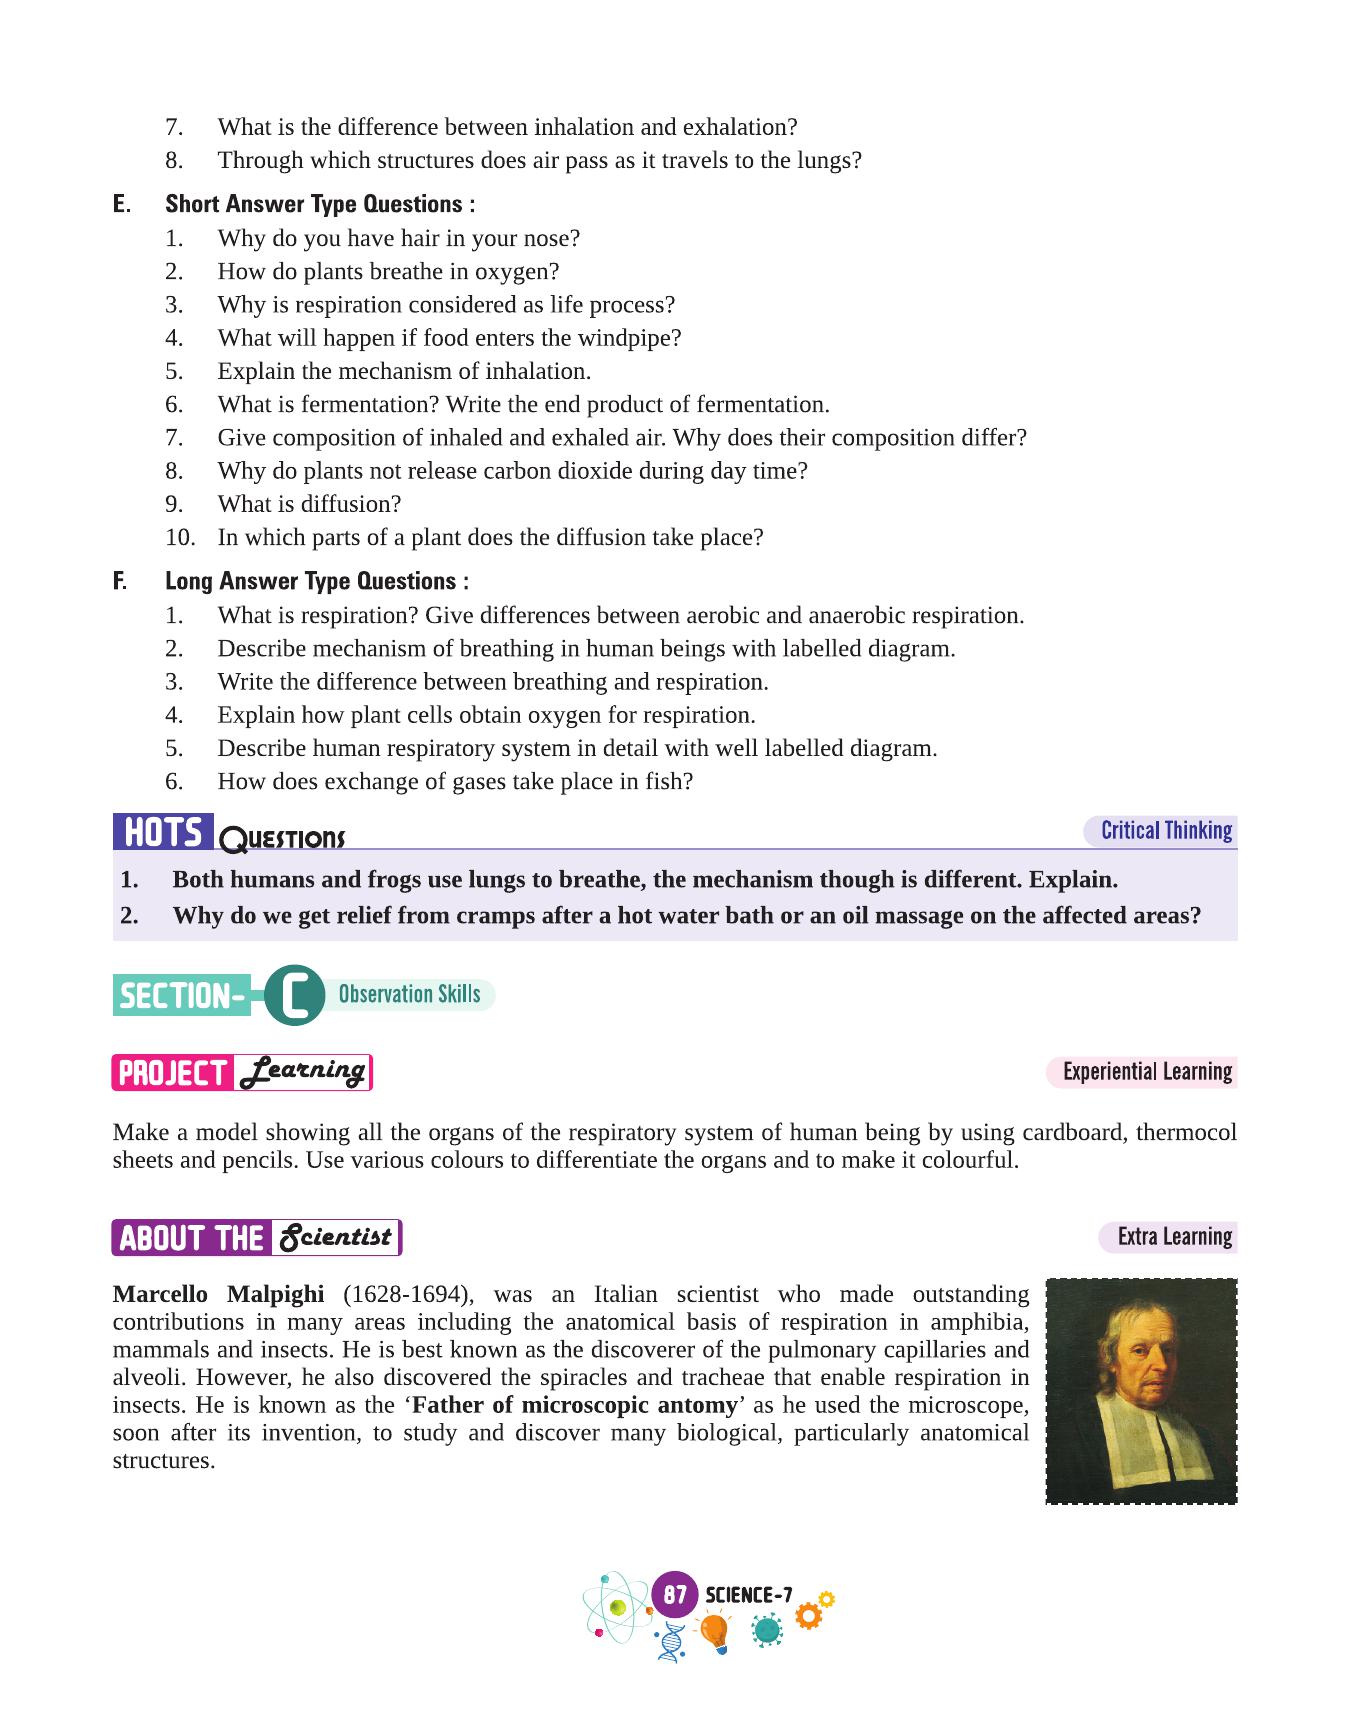 7. What is the difference between inhalation and exhalation?
8. Through which structures does air pass as it travels to the lungs?
E. Short Answer Type Questions :
1. Why do you have hair in your nose?
2. How do plants breathe in oxygen?
3. Why is respiration considered as life process?
4. What will happen if food enters the windpipe?
5. Explain the mechanism of inhalation.
6. What is fermentation? Write the end product of fermentation.
7. Give composition of inhaled and exhaled air. Why does their composition differ?
8. Why do plants not release carbon dioxide during day time?
9. What is diffusion?
10. In which parts of a plant does the diffusion take place?
F. Long Answer Type Questions :
1. What is respiration? Give differences between aerobic and anaerobic respiration.
2. Describe mechanism of breathing in human beings with labelled diagram.
3. Write the difference between breathing and respiration.
4. Explain how plant cells obtain oxygen for respiration.
5. Describe human respiratory system in detail with well labelled diagram.
6. How does exchange of gases take place in fish?
HOTS Questions Critical Thinking
1. Both humans and frogs use lungs to breathe, the mechanism though is different. Explain.
2. Why do we get relief from cramps after a hot water bath or an oil massage on the affected areas?
SECTION- C Observation Skills
PROJECT Learning Experiential Learning
Make a model showing all the organs of the respiratory system of human being by using cardboard, thermocol
sheets and pencils. Use various colours to differentiate the organs and to make it colourful.
ABOUT THE Scientist Extra Learning
Marcello Malpighi (1628-1694), was an Italian scientist who made outstanding
contributions in many areas including the anatomical basis of respiration in amphibia,
mammals and insects. He is best known as the discoverer of the pulmonary capillaries and
alveoli. However, he also discovered the spiracles and tracheae that enable respiration in
insects. He is known as the ‘Father of microscopic antomy’ as he used the microscope,
soon after its invention, to study and discover many biological, particularly anatomical
structures.
87 SCIENCE-7